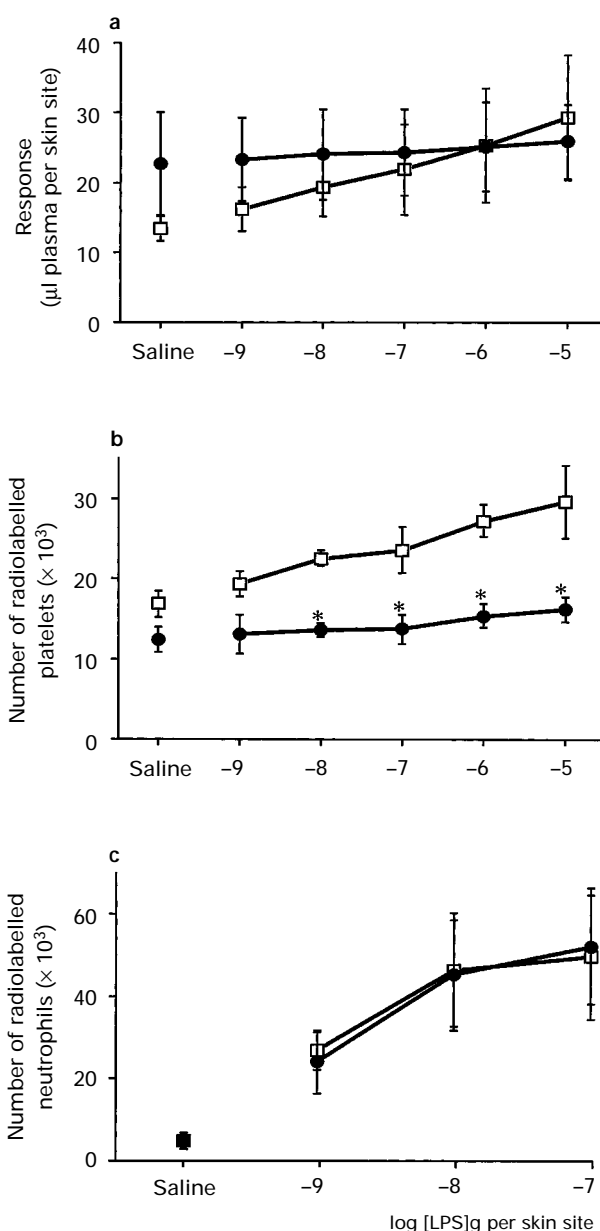 a
Response
(µl plasma per skin site)
40
30
20
10
0
Saline –9 –8 –7 –6 –5
b
Number of radiolabelled
platelets (× 10³)
30
20
10
0
* * * *
Saline –9 –8 –7 –6 –5
c
Number of radiolabelled
neutrophils (× 10³)
60
40
20
0
Saline –9 –8 –7
log [LPS]g per skin site